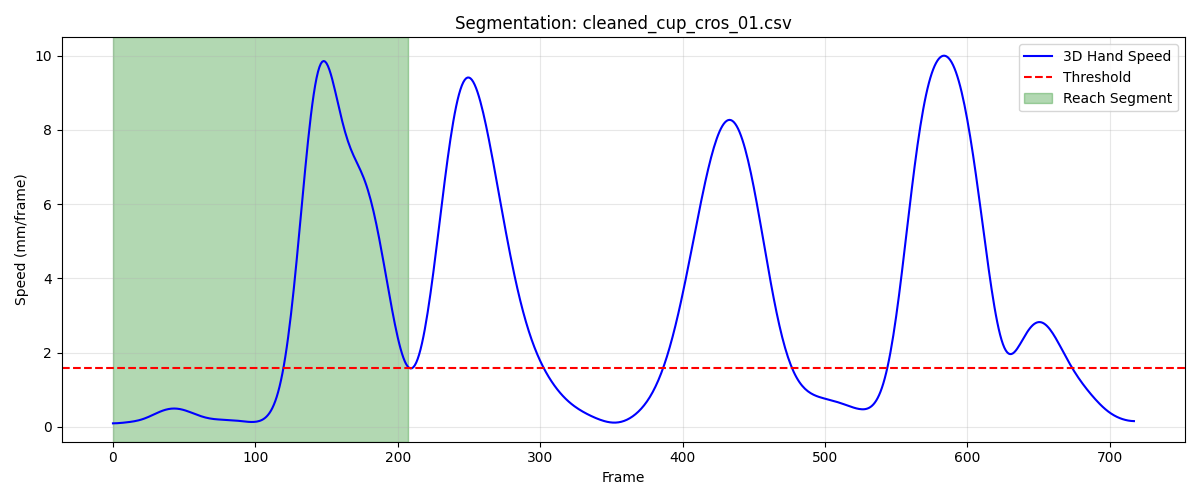 Segmentation: cleaned_cup_cros_01.csv
3D Hand Speed
Threshold
Reach Segment
Speed (mm/frame)
10
8
6
4
2
0
0 100 200 300 400 500 600 700
Frame